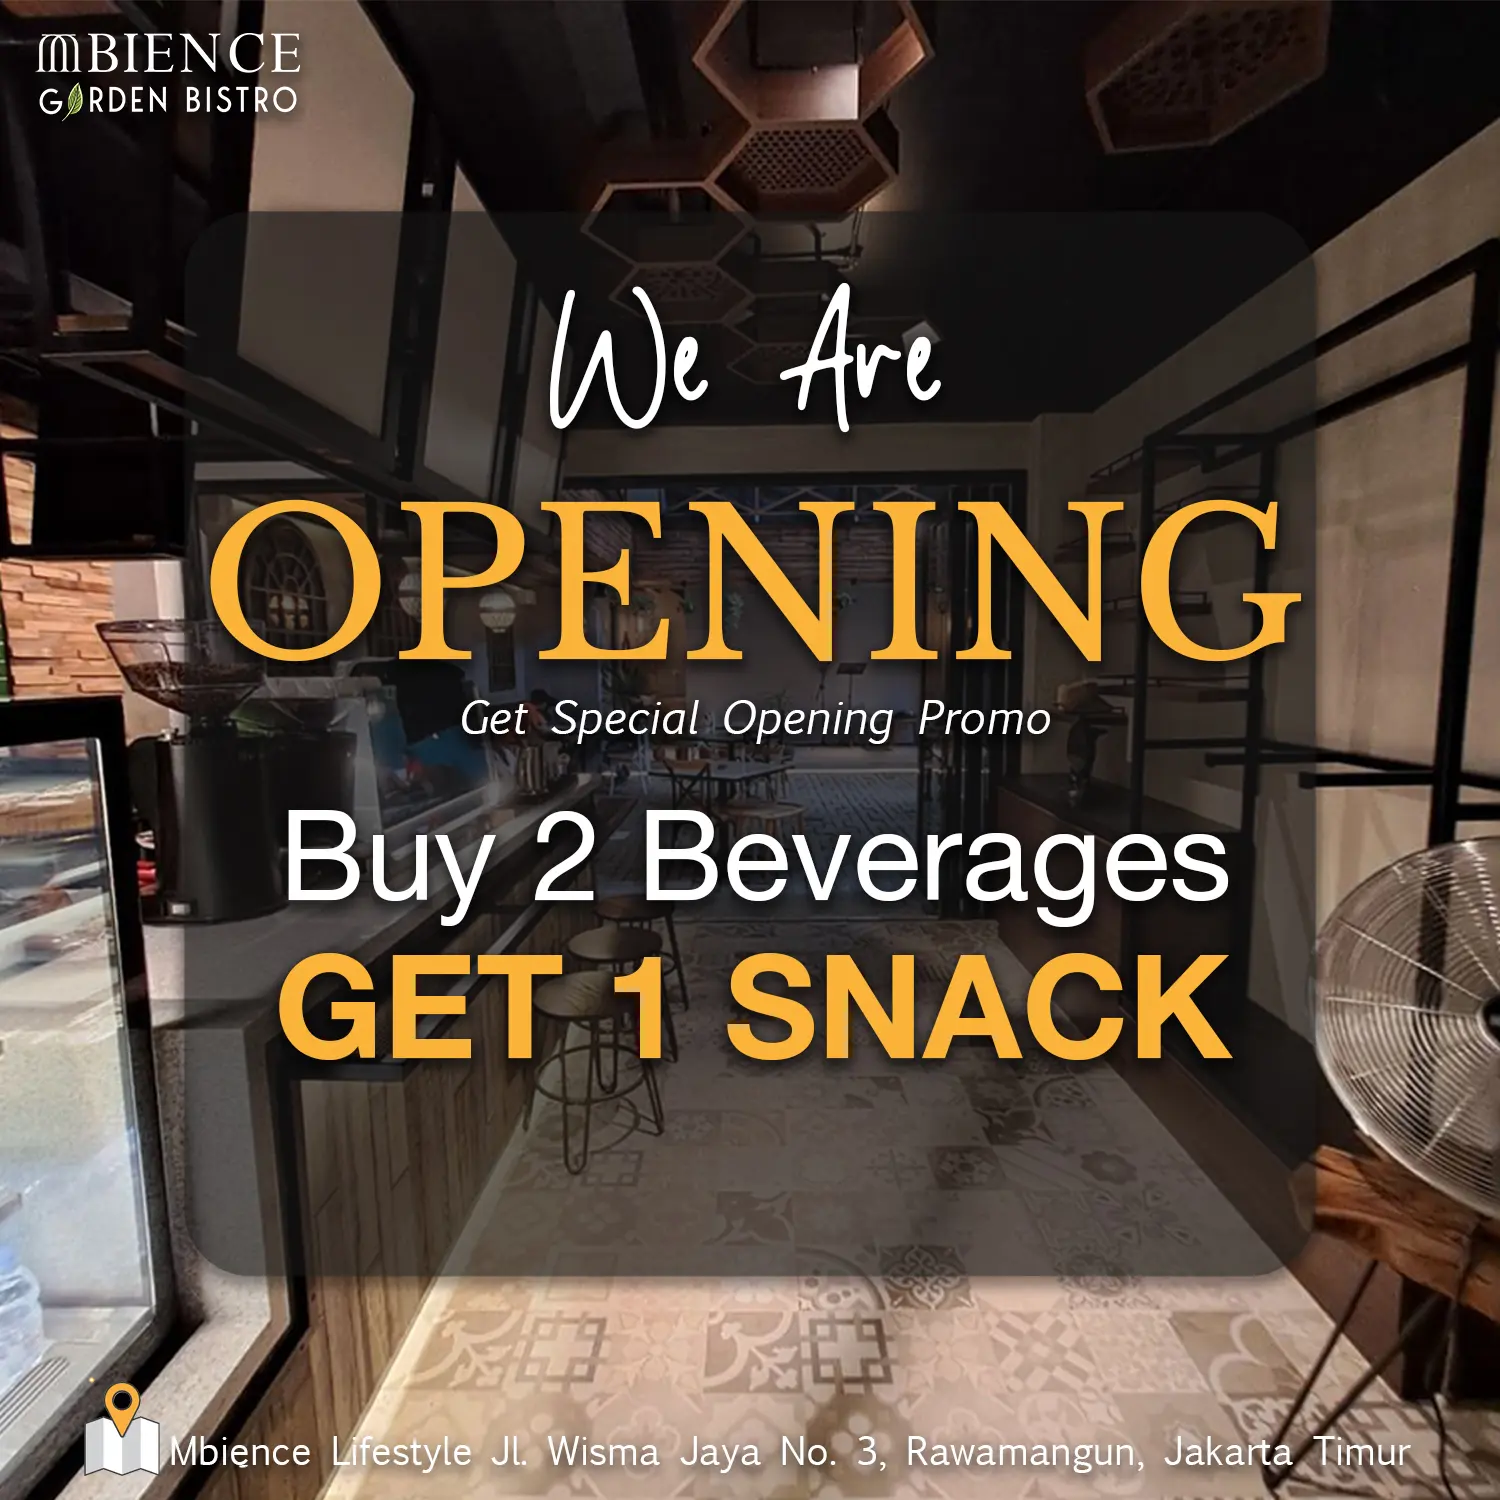 MBIENCE
GARDEN BISTRO
We Are
OPENING
Get Special Opening Promo
Buy 2 Beverages
GET 1 SNACK
Mbience Lifestyle Jl. Wisma Jaya No. 3, Rawamangun, Jakarta Timur